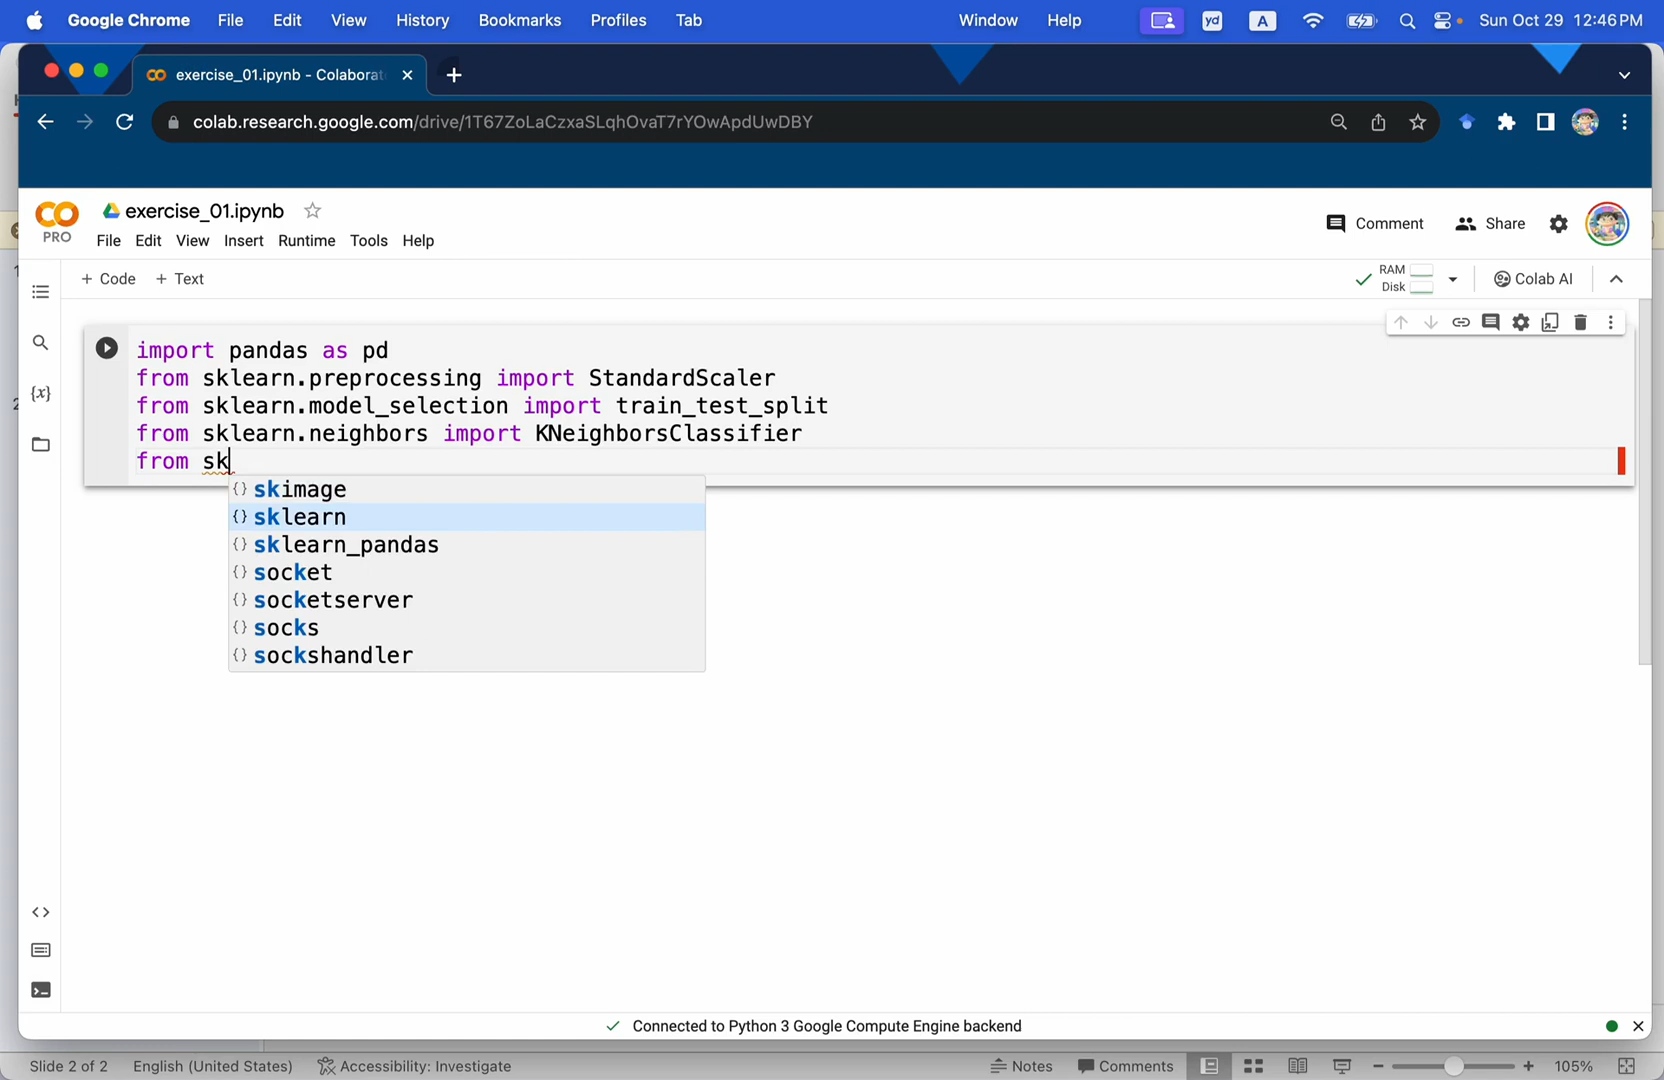 Google Chrome File Edit View History Bookmarks Profiles Tab Window Help yd A Sun Oct 29 12:46 PM
exercise_01.ipynb - Colaborat
colab.research.google.com/drive/1T67ZoLaCzxaSLqhOvaT7rYOwApdUwDBY
exercise_01.ipynb
PRO
File Edit View Insert Runtime Tools Help
Comment Share
+ Code + Text
RAM
Disk
Colab AI
import pandas as pd
from sklearn.preprocessing import StandardScaler
from sklearn.model_selection import train_test_split
from sklearn.neighbors import KNeighborsClassifier
from sk
{} skimage
{} sklearn
{} sklearn_pandas
{} socket
{} socketserver
{} socks
{} sockshandler
{x}
Connected to Python 3 Google Compute Engine backend
Slide 2 of 2 English (United States) Accessibility: Investigate Notes Comments 105%